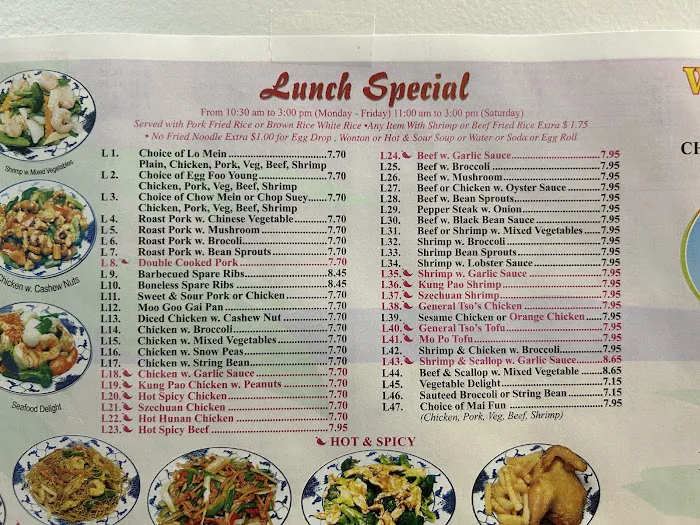 Lunch Special
From 10:30 am to 3:00 pm (Monday - Friday) 11:00 am to 3:00 pm (Saturday)
Served with Pork Fried Rice or Brown Rice White Rice • Any Item With Shrimp or Beef Fried Rice Extra $ 1.75
• No Fried Noodle Extra $1.00 for Egg Drop , Wonton or Hot & Sour Soup or Water or Soda or Egg Roll
L 1. Choice of Lo Mein 7.70
Plain, Chicken, Pork, Veg, Beef, Shrimp
L 2. Choice of Egg Foo Young 7.70
Chicken, Pork, Veg, Beef, Shrimp
L 3. Choice of Chow Mein or Chop Suey 7.70
Chicken, Pork, Veg, Beef, Shrimp
L 4. Roast Pork w. Chinese Vegetable 7.70
L 5. Roast Pork w. Mushroom 7.70
L 6. Roast Pork w. Brocoli 7.70
L 7. Roast Pork w. Bean Sprouts 7.70
L 8. Double Cooked Pork 7.70
L 9. Barbecued Spare Ribs 8.45
L10. Boneless Spare Ribs 8.45
L11. Sweet & Sour Pork or Chicken 7.70
L12. Moo Goo Gai Pan 7.70
L13. Diced Chicken w. Cashew Nut 7.70
L14. Chicken w. Broccoli 7.70
L15. Chicken w. Mixed Vegetables 7.70
L16. Chicken w. Snow Peas 7.70
L17. Chicken w. String Bean 7.70
L18. Chicken w. Garlic Sauce 7.70
L19. Kung Pao Chicken w. Peanuts 7.70
L20. Hot Spicy Chicken 7.70
L21. Szechuan Chicken 7.70
L22. Hot Hunan Chicken 7.70
L23. Hot Spicy Beef 7.95
L24. Beef w. Garlic Sauce 7.95
L25. Beef w. Broccoli 7.95
L26. Beef w. Mushroom 7.95
L27. Beef or Chicken w. Oyster Sauce 7.95
L28. Beef w. Bean Sprouts 7.95
L29. Pepper Steak w. Onion 7.95
L30. Beef w. Black Bean Sauce 7.95
L31. Beef or Shrimp w. Mixed Vegetables 7.95
L32. Shrimp w. Broccoli 7.95
L33. Shrimp Bean Sprouts 7.95
L34. Shrimp w. Lobster Sauce 7.95
L35. Shrimp w. Garlic Sauce 7.95
L36. Kung Pao Shrimp 7.95
L37. Szechuan Shrimp 7.95
L38. General Tso's Chicken 7.95
L39. Sesame Chicken or Orange Chicken 7.95
L40. General Tso's Tofu 7.95
L41. Mo Po Tofu 7.95
L42. Shrimp & Chicken w. Broccoli 7.95
L43. Shrimp & Scallop w. Garlic Sauce 8.65
L44. Beef & Scallop w. Mixed Vegetable 8.65
L45. Vegetable Delight 7.15
L46. Sauteed Broccoli or String Bean 7.15
L47. Choice of Mai Fun 7.95
(Chicken, Pork, Veg, Beef, Shrimp)
HOT & SPICY
Shrimp w. Mixed Vegetables
Chicken w. Cashew Nuts
Seafood Delight